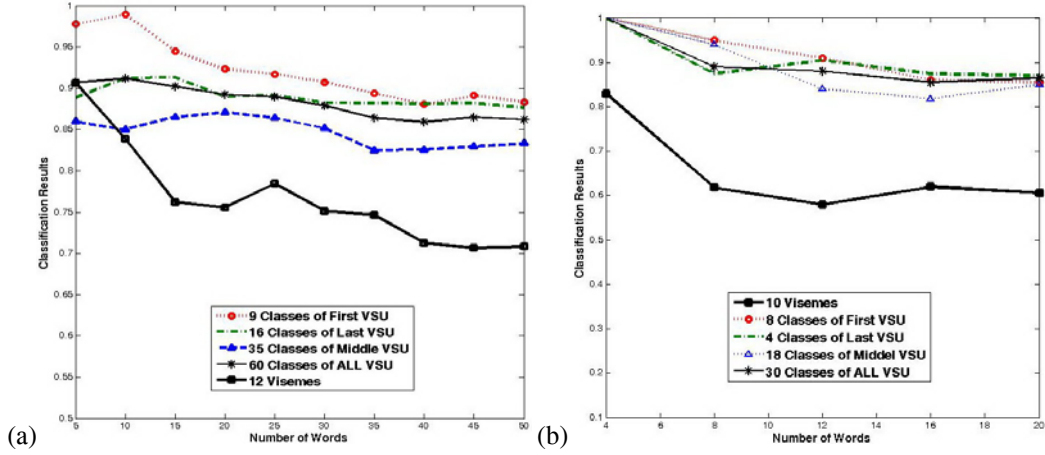 (a)
Classification Results
1
0.95
0.9
0.85
0.8
0.75
0.7
0.65
0.6
0.55
0.5
5 10 15 20 25 30 35 40 45 50
Number of Words
9 Classes of First VSU
16 Classes of Last VSU
35 Classes of Middle VSU
60 Classes of ALL VSU
12 Visemes
(b)
Classification Results
1
0.9
0.8
0.7
0.6
0.5
0.4
0.3
0.2
0.1
4 6 8 10 12 14 16 18 20
Number of Words
10 Visemes
8 Classes of First VSU
4 Classes of Last VSU
18 Classes of Middel VSU
30 Classes of ALL VSU